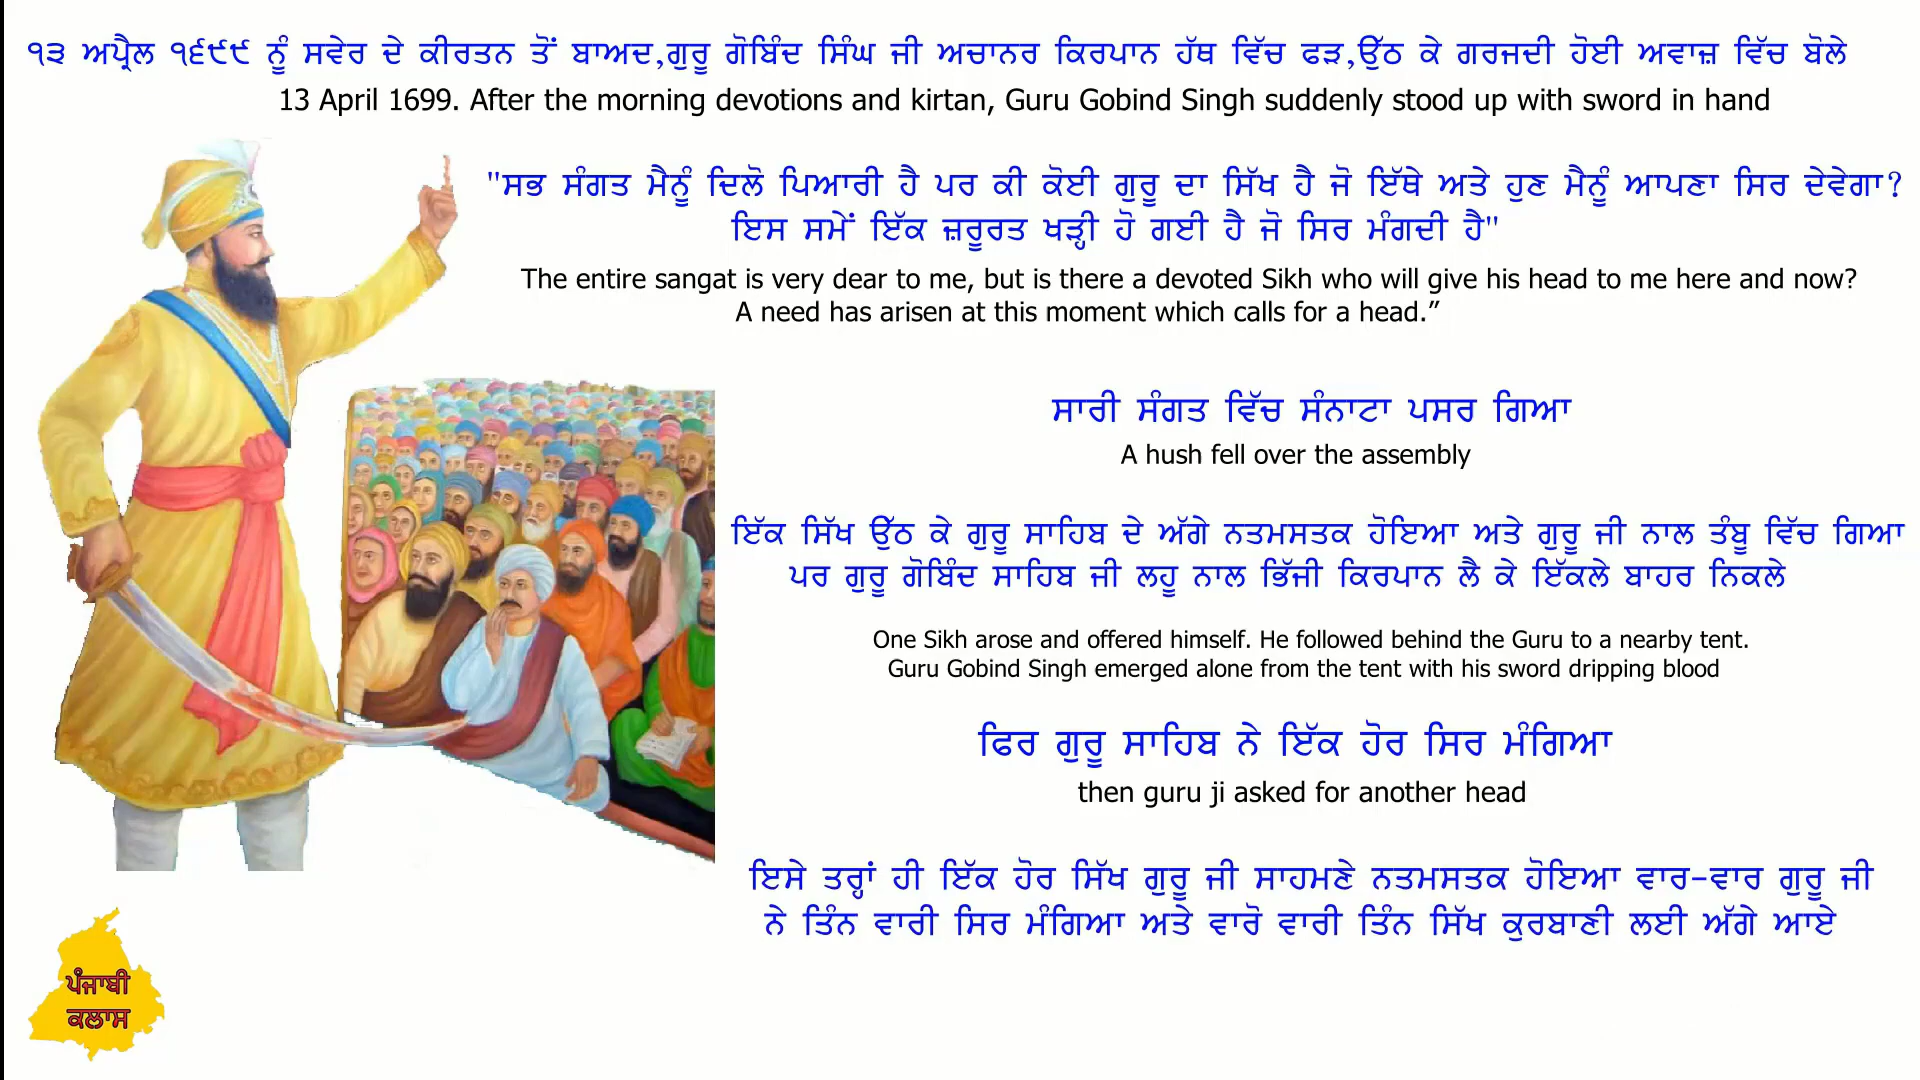 ੧੩ ਅਪ੍ਰੈਲ ੧੬੯੯ ਨੂੰ ਸਵੇਰ ਦੇ ਕੀਰਤਨ ਤੋਂ ਬਾਅਦ,ਗੁਰੂ ਗੋਬਿੰਦ ਸਿੰਘ ਜੀ ਅਚਾਨਰ ਕਿਰਪਾਨ ਹੱਥ ਵਿੱਚ ਫੜ,ਉੱਠ ਕੇ ਗਰਜਦੀ ਹੋਈ ਅਵਾਜ਼ ਵਿੱਚ ਬੋਲੇ
13 April 1699. After the morning devotions and kirtan, Guru Gobind Singh suddenly stood up with sword in hand
"ਸਭ ਸੰਗਤ ਮੈਨੂੰ ਦਿਲੋ ਪਿਆਰੀ ਹੈ ਪਰ ਕੀ ਕੋਈ ਗੁਰੂ ਦਾ ਸਿੱਖ ਹੈ ਜੋ ਇੱਥੇ ਅਤੇ ਹੁਣ ਮੈਨੂੰ ਆਪਣਾ ਸਿਰ ਦੇਵੇਗਾ?
ਇਸ ਸਮੇਂ ਇੱਕ ਜ਼ਰੂਰਤ ਖੜ੍ਹੀ ਹੋ ਗਈ ਹੈ ਜੋ ਸਿਰ ਮੰਗਦੀ ਹੈ"
The entire sangat is very dear to me, but is there a devoted Sikh who will give his head to me here and now?
A need has arisen at this moment which calls for a head.”
ਸਾਰੀ ਸੰਗਤ ਵਿੱਚ ਸੰਨਾਟਾ ਪਸਰ ਗਿਆ
A hush fell over the assembly
ਇੱਕ ਸਿੱਖ ਉੱਠ ਕੇ ਗੁਰੂ ਸਾਹਿਬ ਦੇ ਅੱਗੇ ਨਤਮਸਤਕ ਹੋਇਆ ਅਤੇ ਗੁਰੂ ਜੀ ਨਾਲ ਤੰਬੂ ਵਿੱਚ ਗਿਆ
ਪਰ ਗੁਰੂ ਗੋਬਿੰਦ ਸਾਹਿਬ ਜੀ ਲਹੂ ਨਾਲ ਭਿੱਜੀ ਕਿਰਪਾਨ ਲੈ ਕੇ ਇੱਕਲੇ ਬਾਹਰ ਨਿਕਲੇ
One Sikh arose and offered himself. He followed behind the Guru to a nearby tent.
Guru Gobind Singh emerged alone from the tent with his sword dripping blood
ਫਿਰ ਗੁਰੂ ਸਾਹਿਬ ਨੇ ਇੱਕ ਹੋਰ ਸਿਰ ਮੰਗਿਆ
then guru ji asked for another head
ਇਸੇ ਤਰ੍ਹਾਂ ਹੀ ਇੱਕ ਹੋਰ ਸਿੱਖ ਗੁਰੂ ਜੀ ਸਾਹਮਣੇ ਨਤਮਸਤਕ ਹੋਇਆ ਵਾਰ-ਵਾਰ ਗੁਰੂ ਜੀ
ਨੇ ਤਿੰਨ ਵਾਰੀ ਸਿਰ ਮੰਗਿਆ ਅਤੇ ਵਾਰੋ ਵਾਰੀ ਤਿੰਨ ਸਿੱਖ ਕੁਰਬਾਣੀ ਲਈ ਅੱਗੇ ਆਏ
ਪੰਜਾਬੀ
ਕਲਾਸ